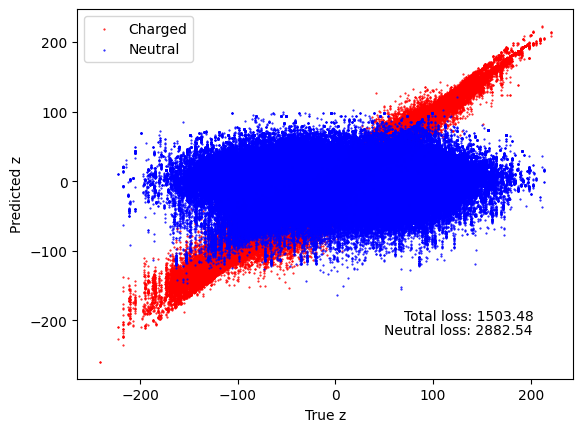 Charged
Neutral
200
100
0
−100
−200
Predicted z
Total loss: 1503.48
Neutral loss: 2882.54
−200
−100
0
100
200
True z